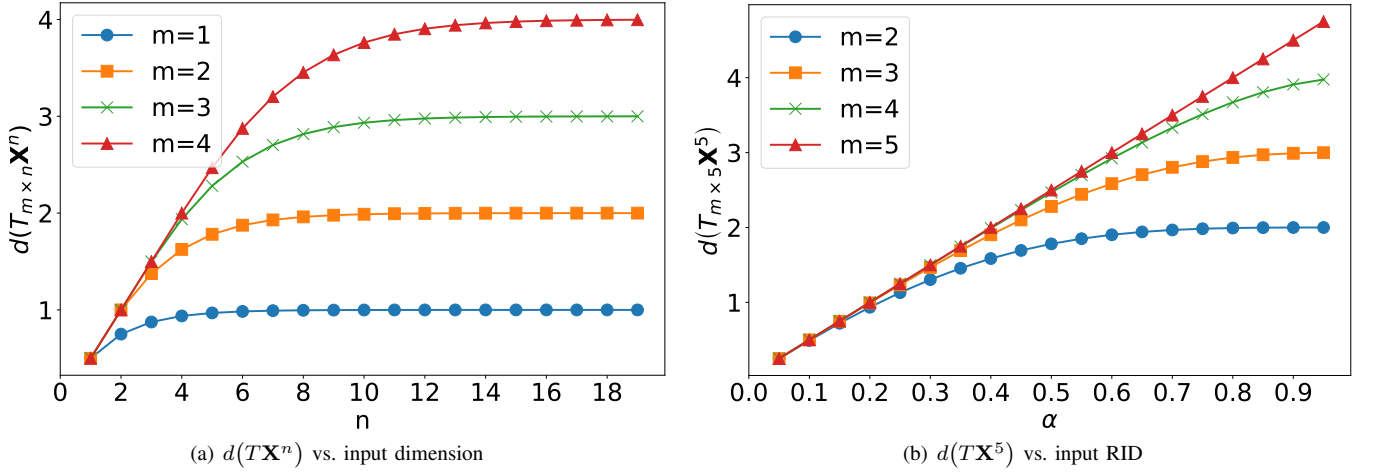 m=1
m=2
m=3
m=4
d(T_{m×n}X^n)
4
3
2
1
0 2 4 6 8 10 12 14 16 18
n
(a) d(TX^n) vs. input dimension
m=2
m=3
m=4
m=5
d(T_{m×5}X^5)
4
3
2
1
0.0 0.1 0.2 0.3 0.4 0.5 0.6 0.7 0.8 0.9
α
(b) d(TX^5) vs. input RID